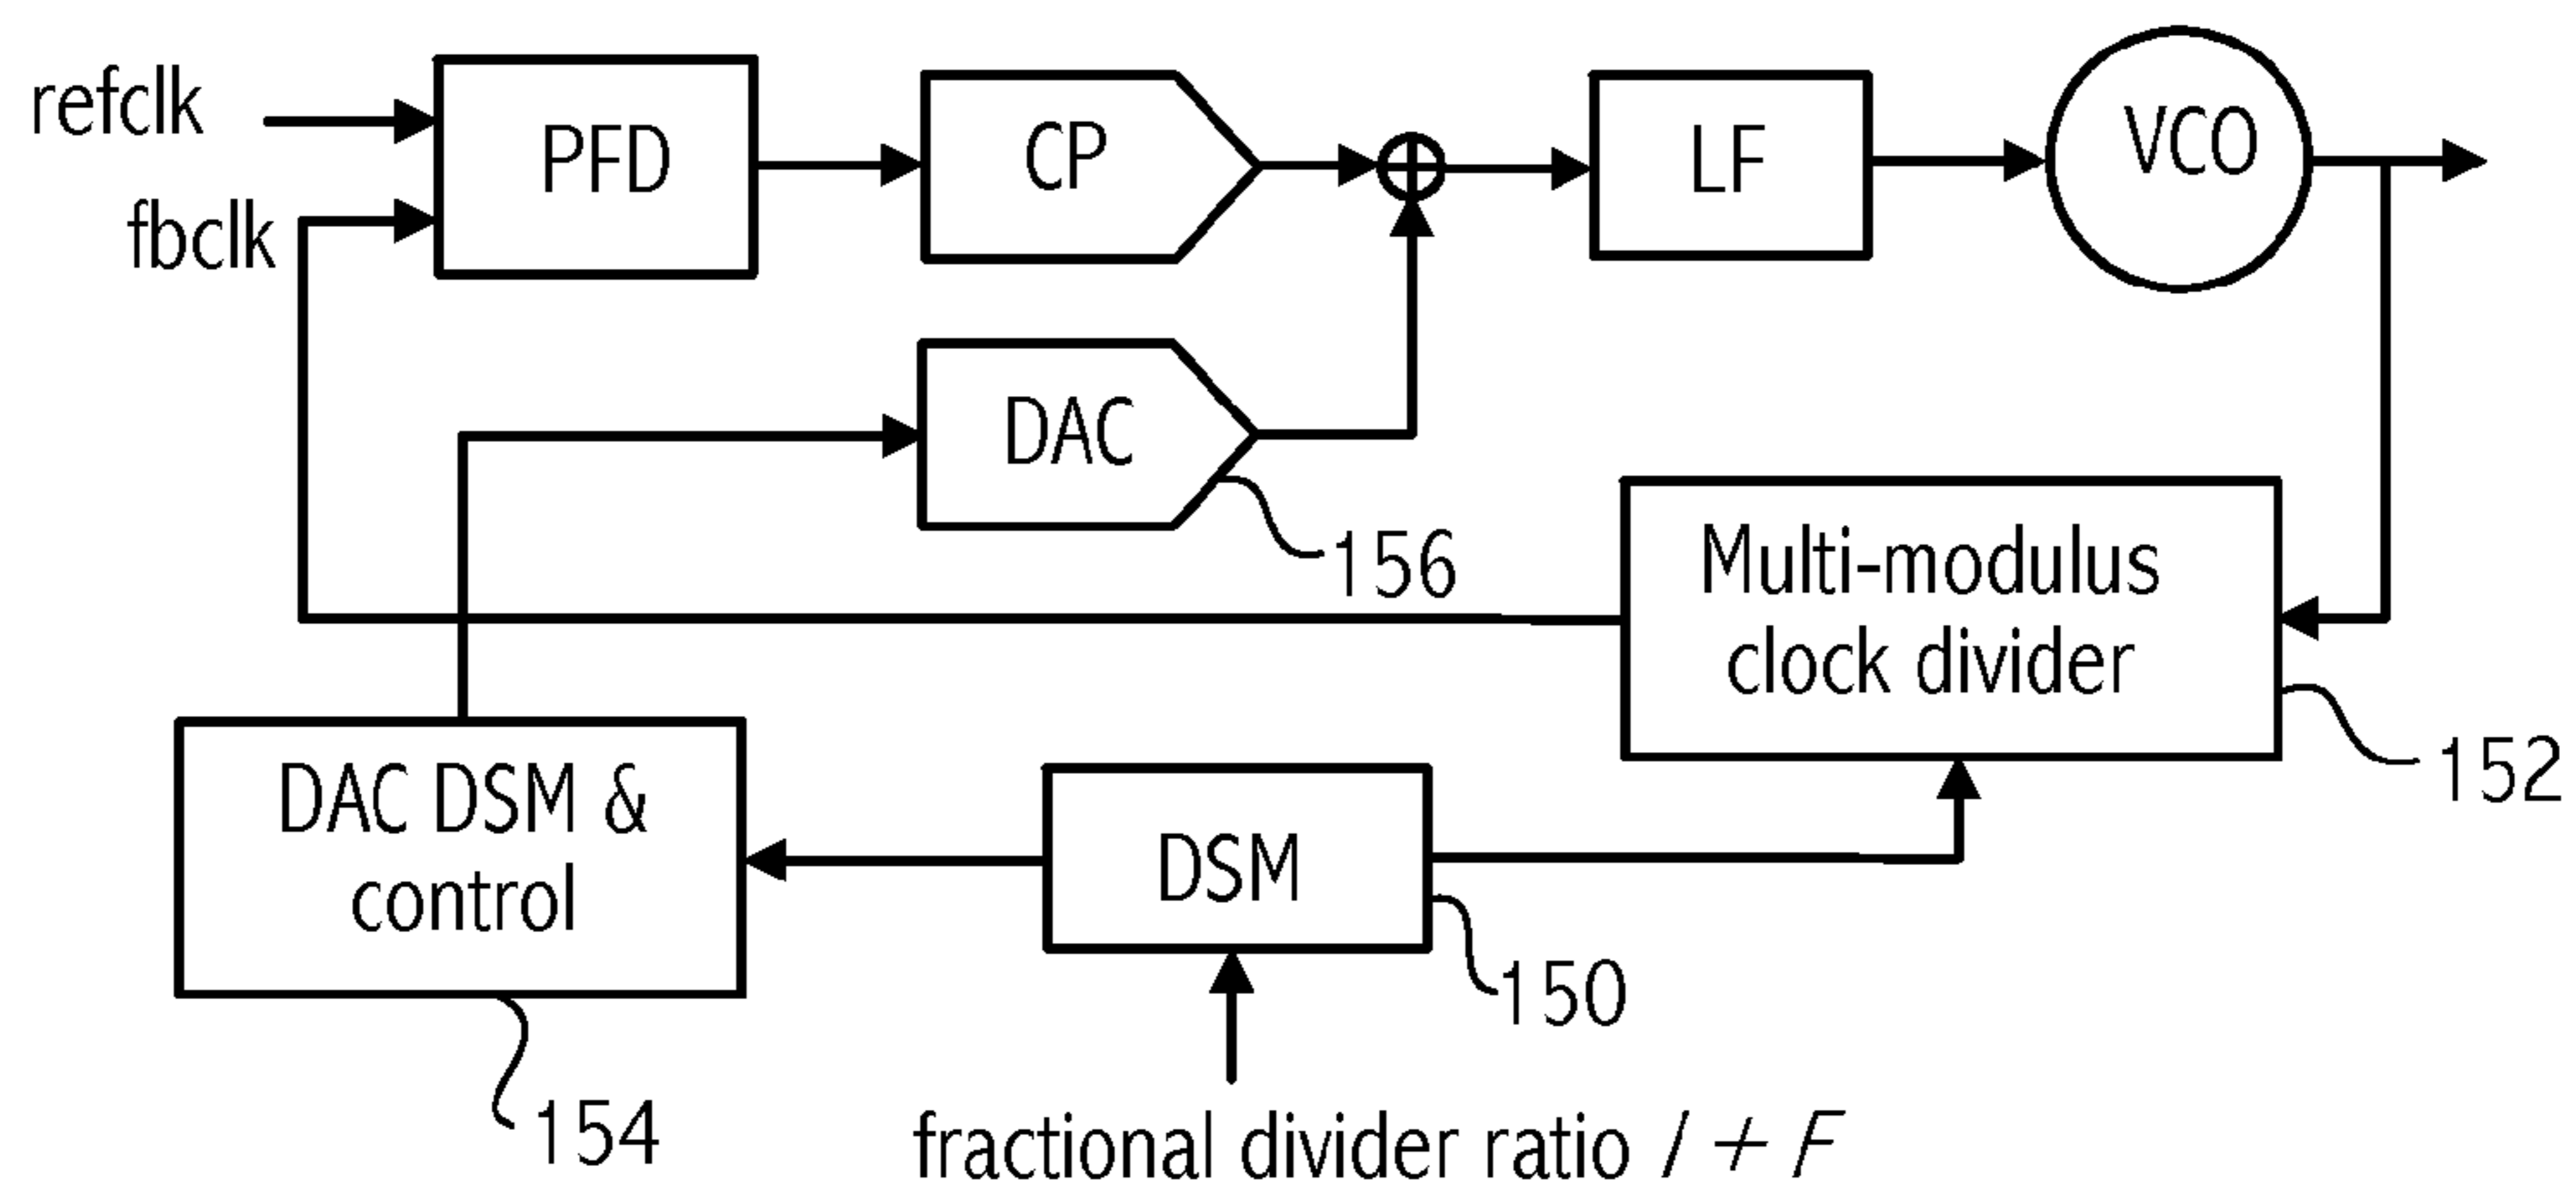 refclk
fbclk
PFD
CP
LF
VCO
DAC
156
Multi-modulus
clock divider
152
DAC DSM &
control
154
DSM
150
fractional divider ratio I + F